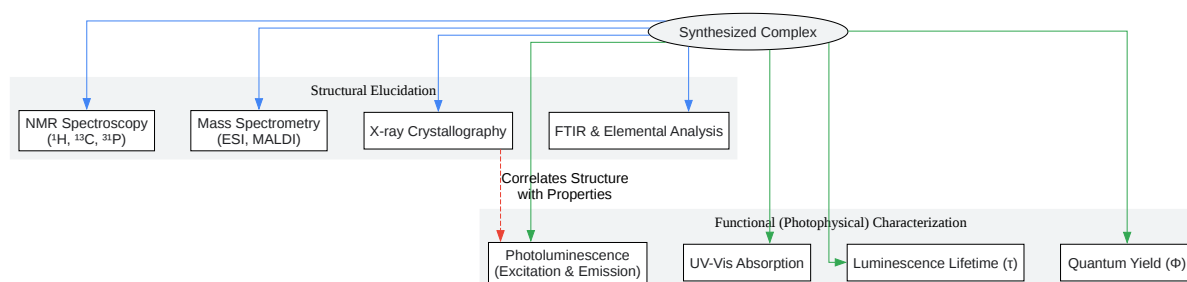 Synthesized Complex
Structural Elucidation
NMR Spectroscopy
(¹H, ¹³C, ³¹P)
Mass Spectrometry
(ESI, MALDI)
X-ray Crystallography
FTIR & Elemental Analysis
Correlates Structure
with Properties
Functional (Photophysical) Characterization
Photoluminescence
(Excitation & Emission)
UV-Vis Absorption
Luminescence Lifetime (τ)
Quantum Yield (Φ)